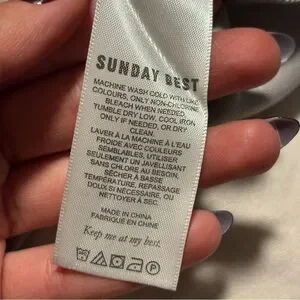 SUNDAY BEST
MACHINE WASH COLD WITH LIKE
COLOURS, ONLY NON-CHLORINE
BLEACH WHEN NEEDED,
TUMBLE DRY LOW, COOL IRON
ONLY IF NEEDED, OR DRY
CLEAN.
LAVER À LA MACHINE À L'EAU
FROIDE AVEC COULEURS
SEMBLABLES, UTILISER
SEULEMENT UN JAVELLISANT
SANS CHLORE AU BESOIN,
SÉCHER À BASSE
TEMPÉRATURE, REPASSAGE
DOUX SI NÉCESSAIRE, OU
NETTOYER À SEC
MADE IN CHINA
FABRIQUÉ EN CHINE
Keep me at my best.